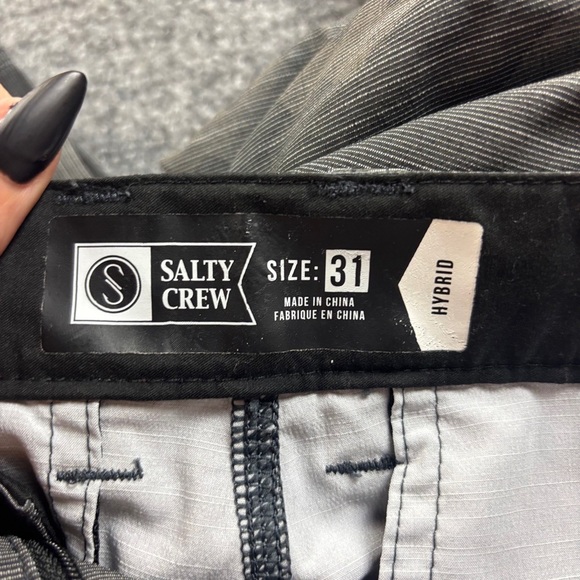 S
SALTY
CREW
SIZE: 31
MADE IN CHINA
FABRIQUE EN CHINA
HYBRID